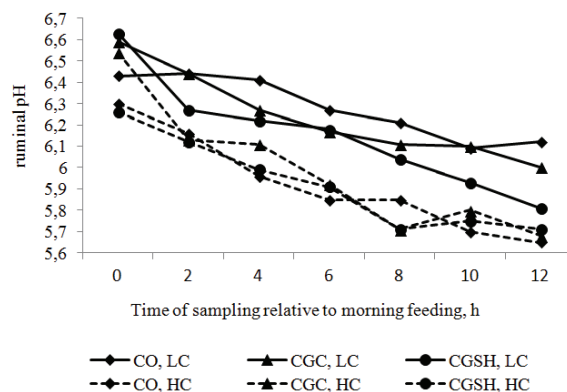 6,7
6,6
6,5
6,4
6,3
6,2
6,1
6
5,9
5,8
5,7
5,6
ruminal pH
0 2 4 6 8 10 12
Time of sampling relative to morning feeding, h
CO, LC CGC, LC CGSH, LC
CO, HC CGC, HC CGSH, HC